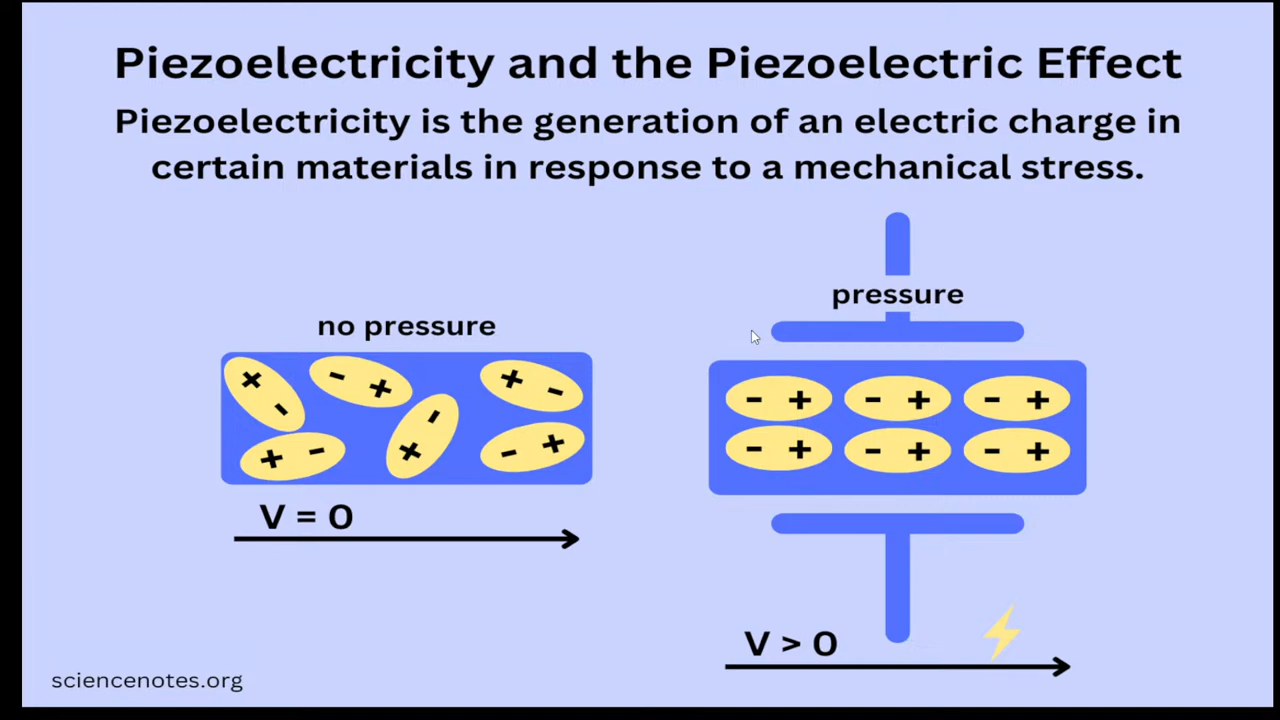 Piezoelectricity and the Piezoelectric Effect
Piezoelectricity is the generation of an electric charge in
certain materials in response to a mechanical stress.
no pressure
+ -
- +
+ -
+ -
- +
- +
V = 0
pressure
- + - + - +
- + - + - +
V > 0
sciencenotes.org